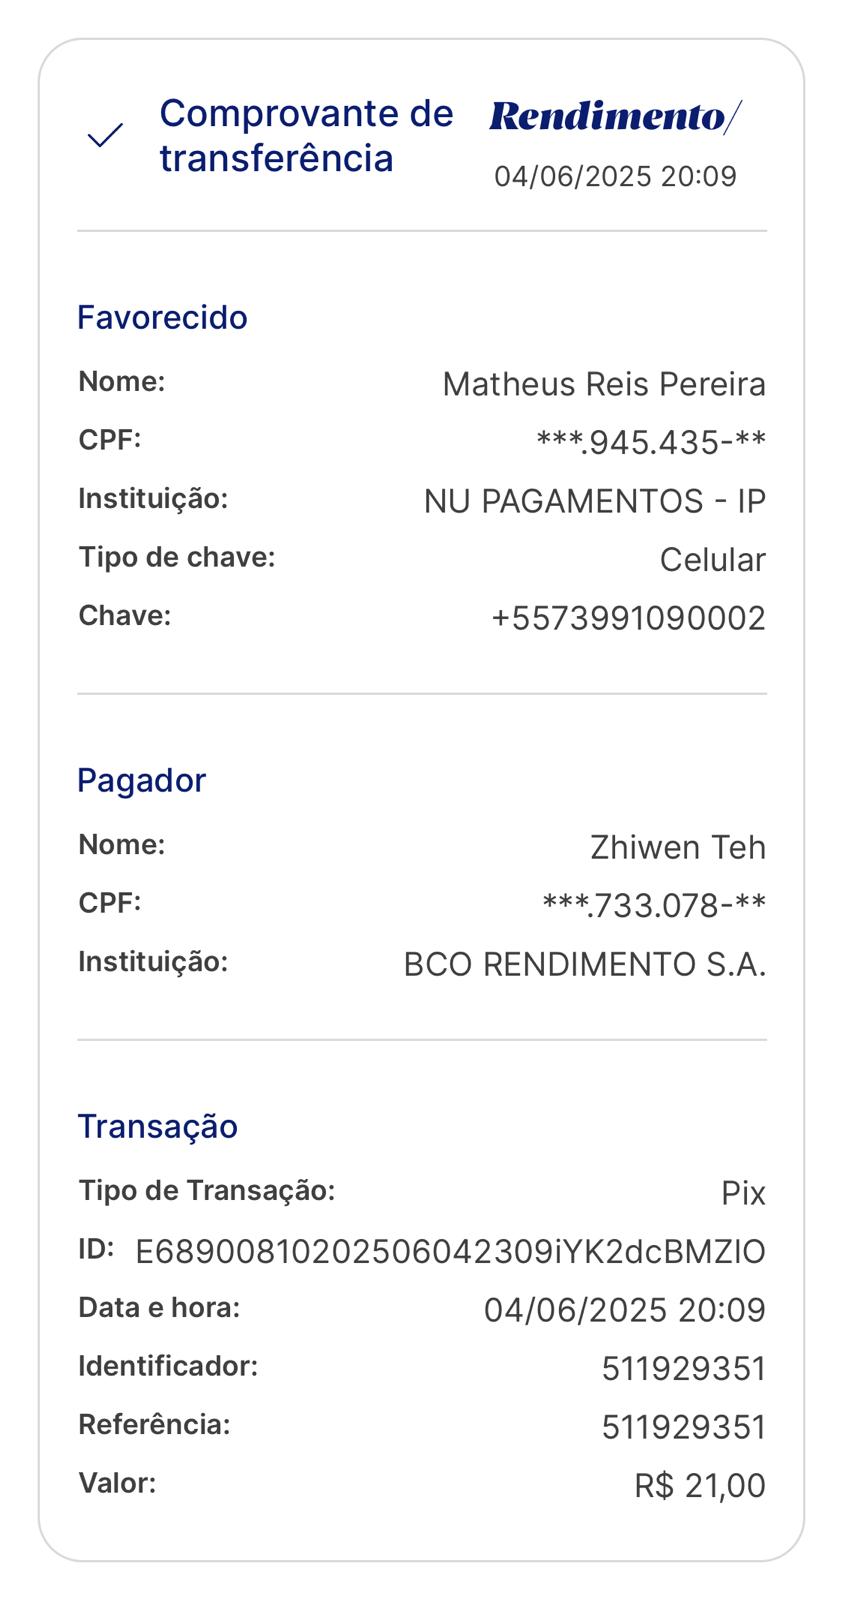 Comprovante de transferência
Rendimento/
04/06/2025 20:09
Favorecido
Nome: Matheus Reis Pereira
CPF: ***.945.435-**
Instituição: NU PAGAMENTOS - IP
Tipo de chave: Celular
Chave: +5573991090002
Pagador
Nome: Zhiwen Teh
CPF: ***.733.078-**
Instituição: BCO RENDIMENTO S.A.
Transação
Tipo de Transação: Pix
ID: E68900810202506042309iYK2dcBMZIO
Data e hora: 04/06/2025 20:09
Identificador: 511929351
Referência: 511929351
Valor: R$ 21,00